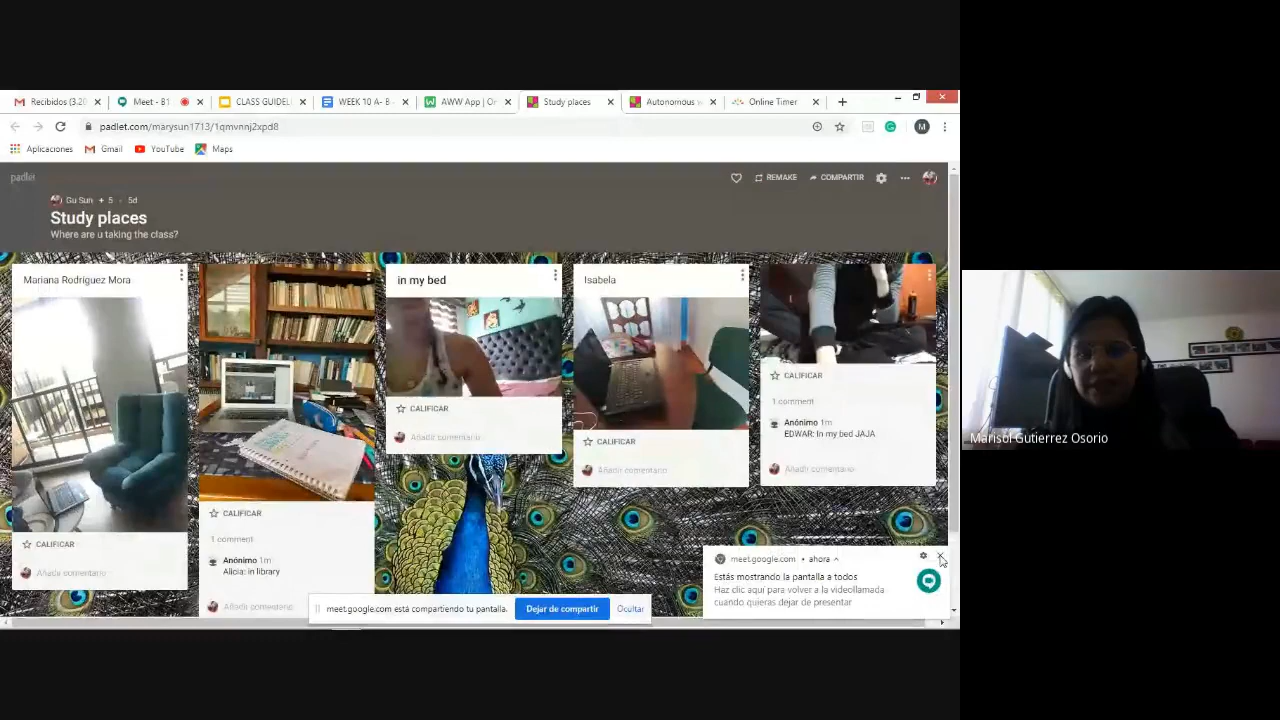 Recibidos (3.20
Meet - B1
CLASS GUIDEL
WEEK 10 A- B
AWW App | On
Study places
Autonomous w
Online Timer
padlet.com/marysun1713/1qmvnnj2xpd8
M
Aplicaciones
Gmail
YouTube
Maps
padlet
REMAKE
COMPARTIR
Gu Sun + 5 · 5d
Study places
Where are u taking the class?
Mariana Rodríguez Mora
CALIFICAR
Añadir comentario
CALIFICAR
1 comment
Anónimo 1m
Alicia: in library
Añadir comentario
in my bed
CALIFICAR
Añadir comentario
Isabela
CALIFICAR
Añadir comentario
CALIFICAR
1 comment
Anónimo 1m
EDWAR: In my bed JAJA
Añadir comentario
meet.google.com • ahora
Estás mostrando la pantalla a todos
Haz clic aquí para volver a la videollamada
cuando quieras dejar de presentar
meet.google.com está compartiendo tu pantalla.
Dejar de compartir
Ocultar
Marisol Gutierrez Osorio